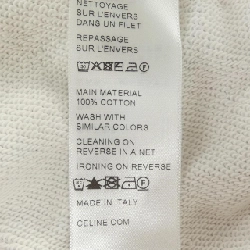 NETTOYAGE
SUR L'ENVERS
DANS UN FILET
REPASSAGE
SUR L'ENVERS
MAIN MATERIAL
100% COTTON
WASH WITH
SIMILAR COLORS
CLEANING ON
REVERSE IN A NET
IRONING ON REVERSE
MADE IN ITALY
CELINE.COM